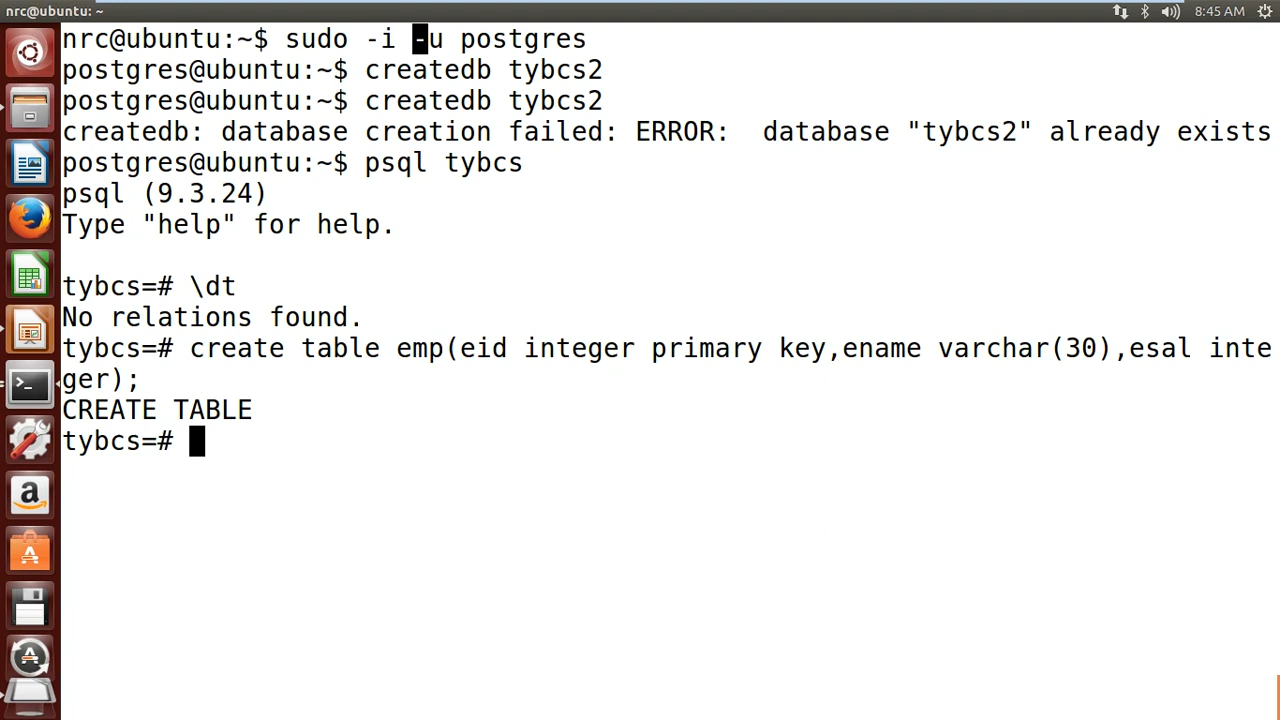 nrc@ubuntu: ~
8:45 AM
nrc@ubuntu:~$ sudo -i -u postgres
postgres@ubuntu:~$ createdb tybcs2
postgres@ubuntu:~$ createdb tybcs2
createdb: database creation failed: ERROR:  database "tybcs2" already exists
postgres@ubuntu:~$ psql tybcs
psql (9.3.24)
Type "help" for help.
tybcs=# \dt
No relations found.
tybcs=# create table emp(eid integer primary key,ename varchar(30),esal inte
ger);
CREATE TABLE
tybcs=#